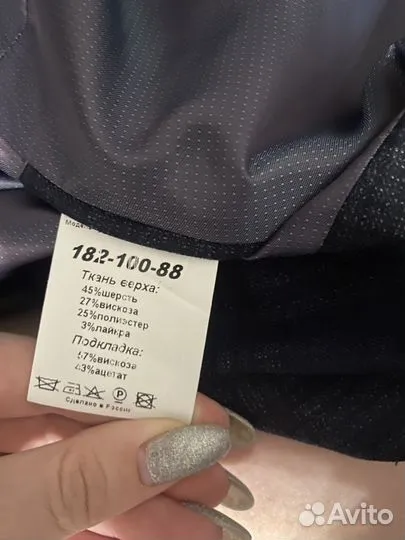 182-100-88
Ткань верха:
45%шерсть
27%вискоза
25%полиэстер
3%лайкра
Подкладка:
57%вискоза
43%ацетат
P
Сделано в России
Avito